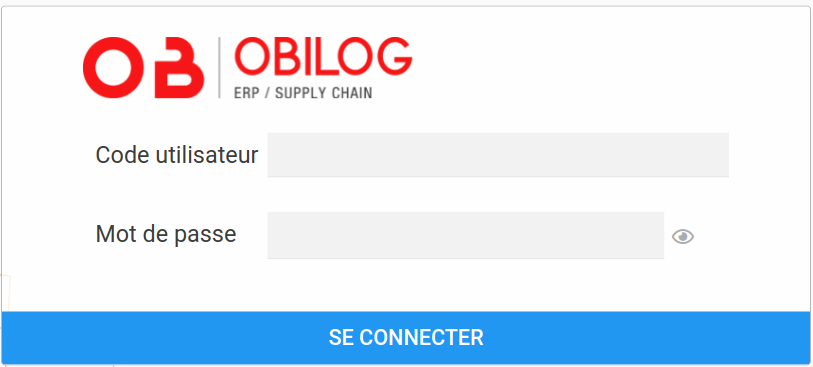 OB OBILOG
ERP / SUPPLY CHAIN
Code utilisateur
Mot de passe
SE CONNECTER